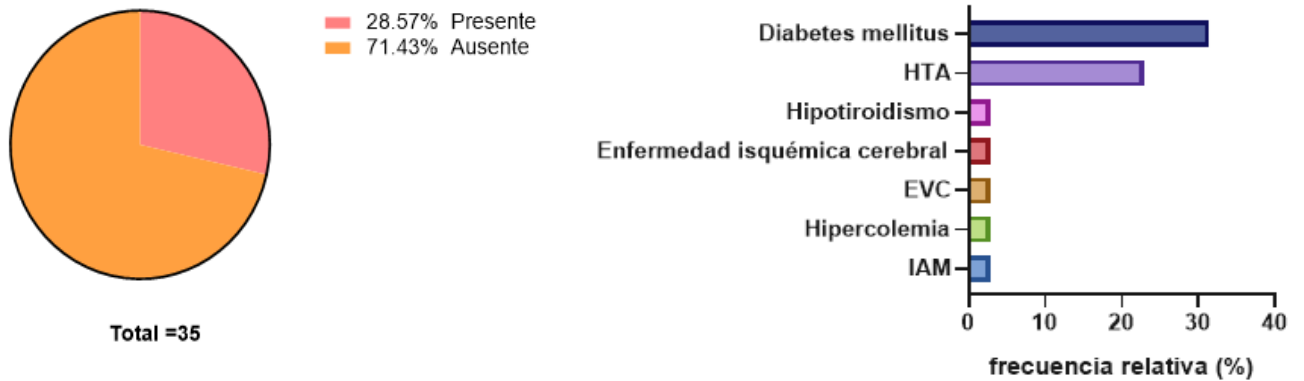 28.57% Presente
71.43% Ausente
Total =35
Diabetes mellitus
HTA
Hipotiroidismo
Enfermedad isquémica cerebral
EVC
Hipercolemia
IAM
0 10 20 30 40
frecuencia relativa (%)